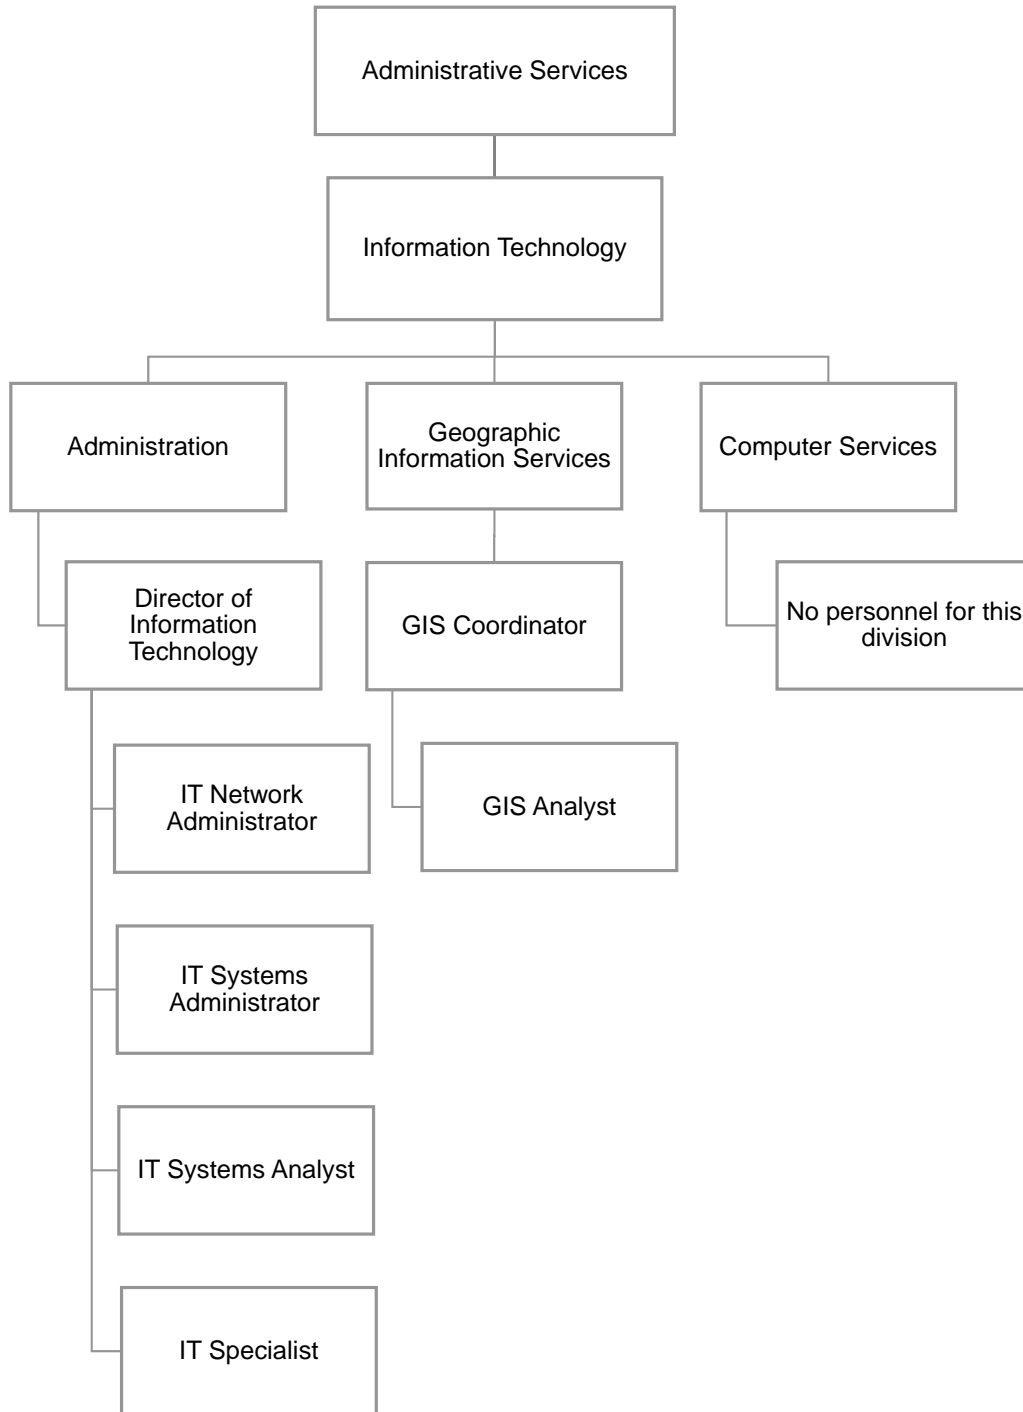 Administrative Services
Information Technology
Administration
Geographic
Information Services
Computer Services
Director of
Information
Technology
GIS Coordinator
No personnel for this
division
IT Network
Administrator
GIS Analyst
IT Systems
Administrator
IT Systems Analyst
IT Specialist